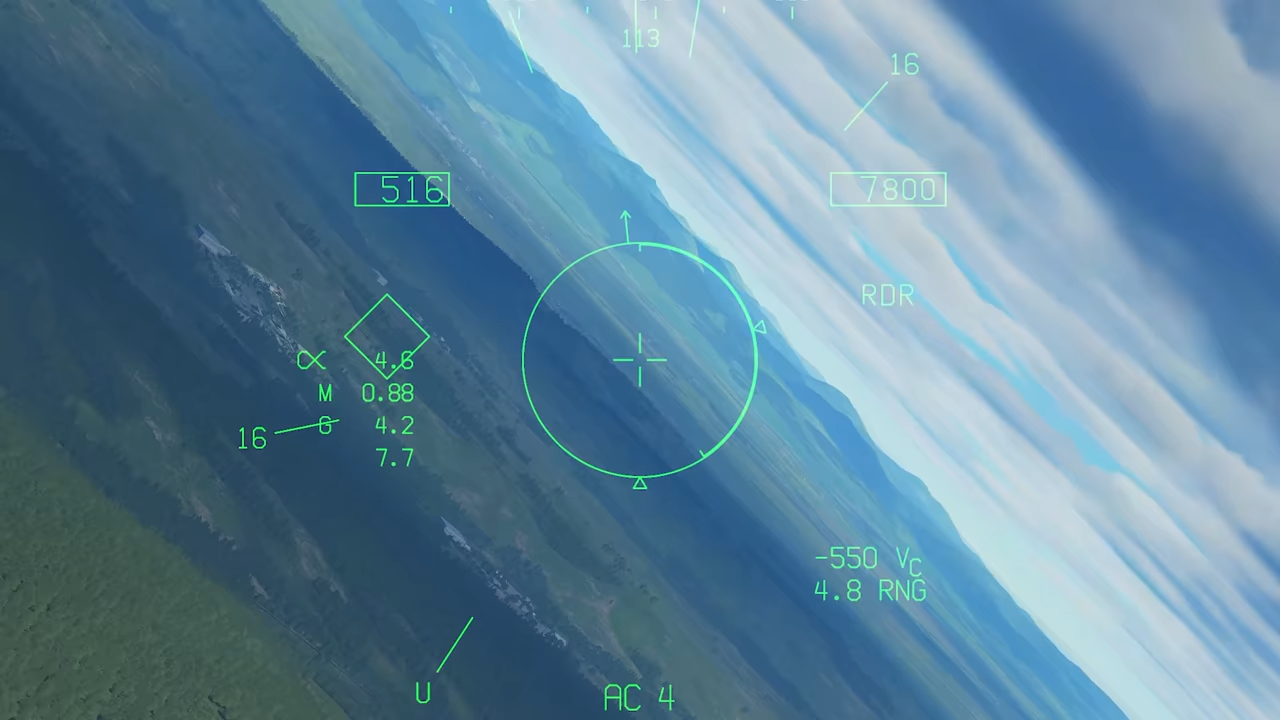 113
16
516
7800
RDR
α 4.6
M 0.88
G 4.2
7.7
16
-550 Vc
4.8 RNG
U
AC 4